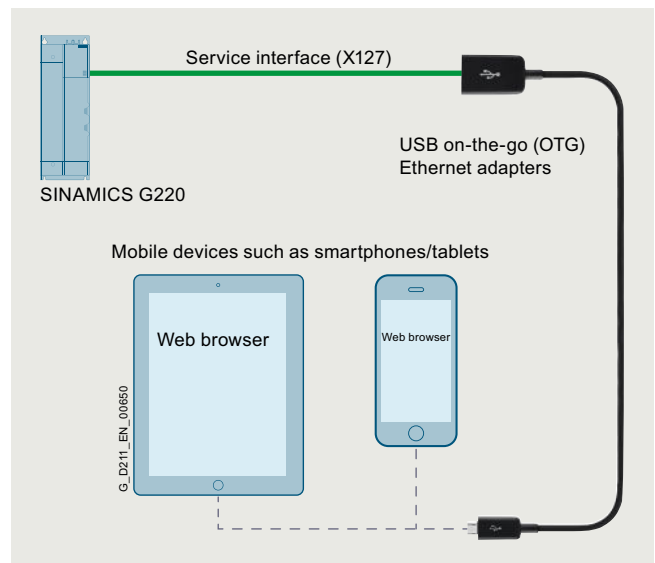 Service interface (X127)
USB on-the-go (OTG)
Ethernet adapters
SINAMICS G220
Mobile devices such as smartphones/tablets
Web browser
Web browser
G_D211_EN_00650